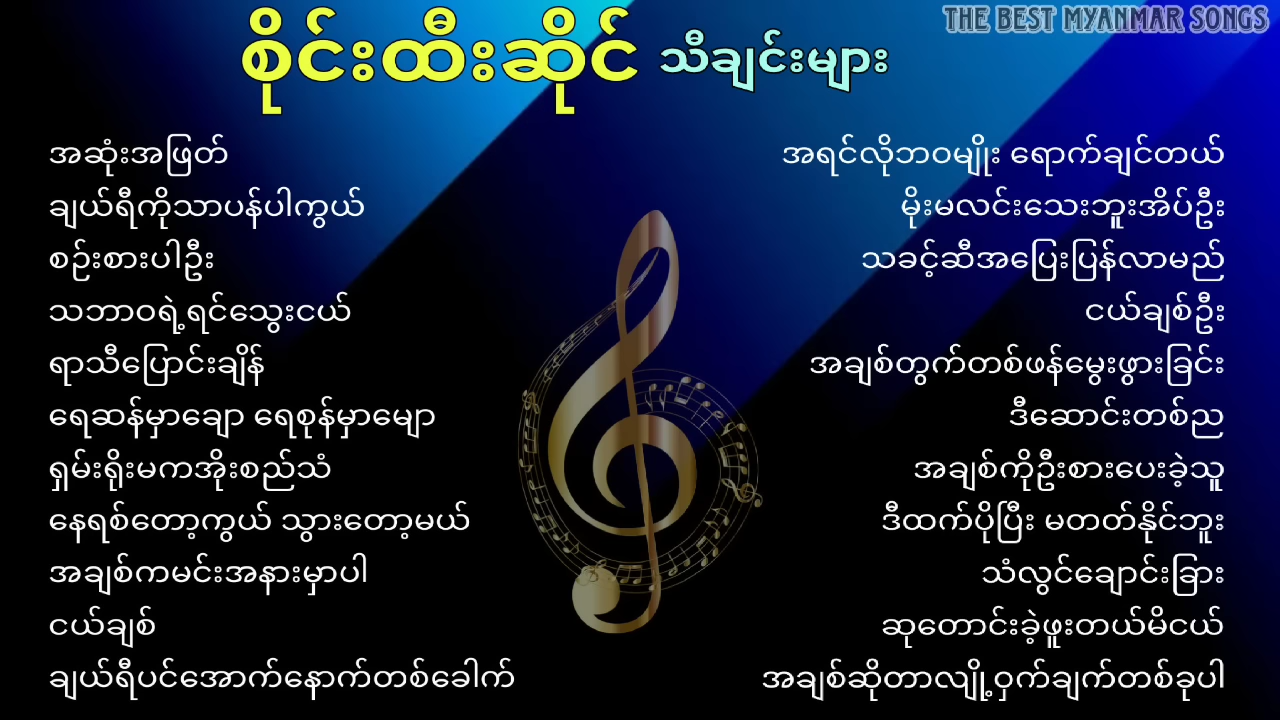 THE BEST MYANMAR SONGS
စိုင်းထီးဆိုင် သီချင်းများ
အဆုံးအဖြတ်
ချယ်ရီကိုသာပန်ပါကွယ်
စဉ်းစားပါဦး
သဘာဝရဲ့ရင်သွေးငယ်
ရာသီပြောင်းချိန်
ရေဆန်မှာချော ရေစုန်မှာမျော
ရှမ်းရိုးမကအိုးစည်သံ
နေရစ်တော့ကွယ် သွားတော့မယ်
အချစ်ကမင်းအနားမှာပါ
ငယ်ချစ်
ချယ်ရီပင်အောက်နောက်တစ်ခေါက်
အရင်လိုဘဝမျိုး ရောက်ချင်တယ်
မိုးမလင်းသေးဘူးအိပ်ဦး
သခင့်ဆီအပြေးပြန်လာမည်
ငယ်ချစ်ဦး
အချစ်တွက်တစ်ဖန်မွေးဖွားခြင်း
ဒီဆောင်းတစ်ည
အချစ်ကိုဦးစားပေးခဲ့သူ
ဒီထက်ပိုပြီး မတတ်နိုင်ဘူး
သံလွင်ချောင်းခြား
ဆုတောင်းခဲ့ဖူးတယ်မိငယ်
အချစ်ဆိုတာလျှို့ဝှက်ချက်တစ်ခုပါ